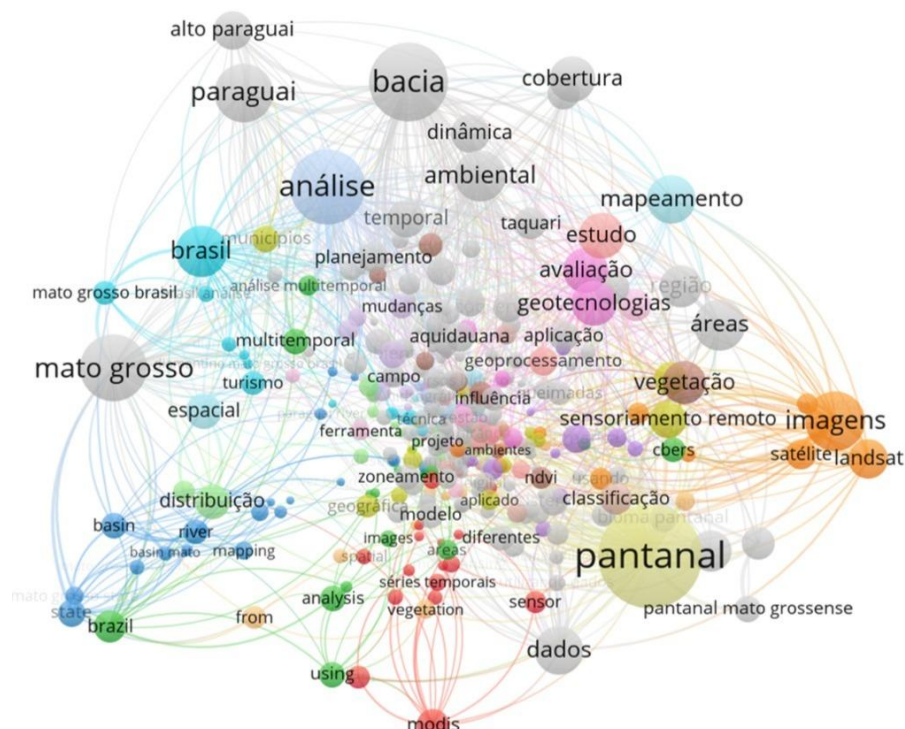 alto paraguai
bacia
cobertura
paraguai
dinâmica
ambiental
análise
mapeamento
temporal
taquari
estudo
municípios
brasil
planejamento
avaliação
região
análise multitemporal
mato grosso brasil
geotecnologias
mudanças
áreas
multitemporal
aquidauana
aplicação
geoprocessamento
mato grosso
campo
turismo
vegetação
queimadas
influência
espacial
técnica
sensoriamento remoto
imagens
ferramenta
projeto
ambientes
cbers
satélite
landsat
zoneamento
ndvi
usando
distribuição
geográfica
aplicado
classificação
modelo
bioma pantanal
basin
river
images
diferentes
basin mato
mapping
areas
spatial
pantanal
séries temporais
analysis
state
vegetation
sensor
pantanal mato grossense
brazil
from
dados
using
modis